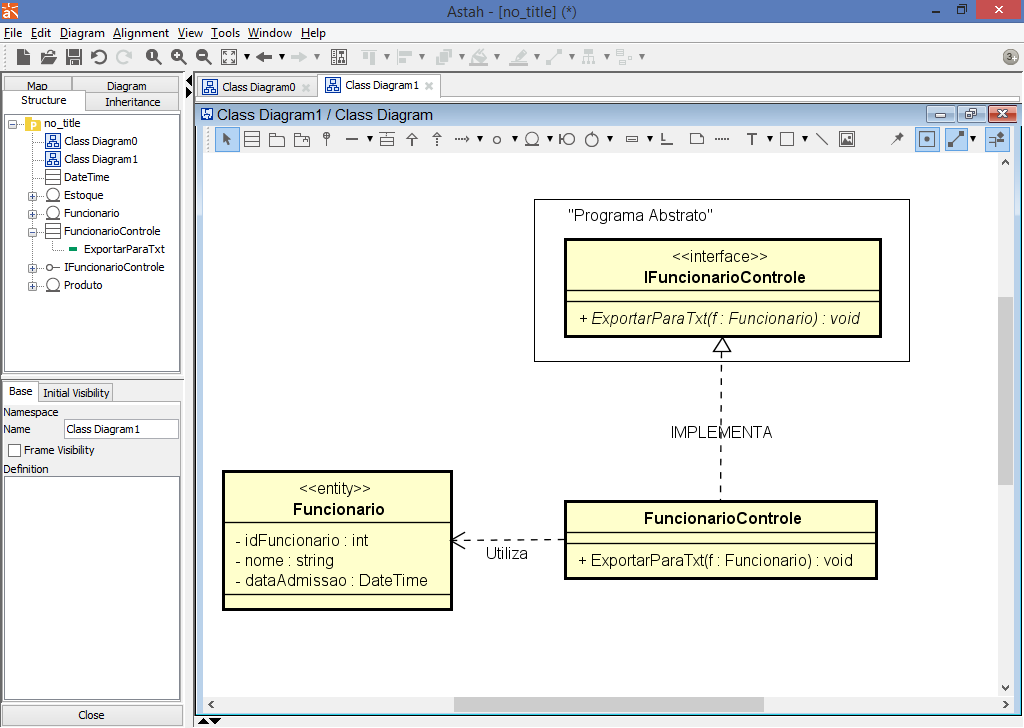 Astah - [no_title] (*)
File Edit Diagram Alignment View Tools Window Help
3+
Map Diagram
Structure Inheritance
no_title
Class Diagram0
Class Diagram1
DateTime
Estoque
Funcionario
FuncionarioControle
ExportarParaTxt
IFuncionarioControle
Produto
Base Initial Visibility
Namespace
Name Class Diagram1
Frame Visibility
Definition
Close
Class Diagram0 Class Diagram1
Class Diagram1 / Class Diagram
"Programa Abstrato"
<<interface>>
IFuncionarioControle
+ ExportarParaTxt(f : Funcionario) : void
IMPLEMENTA
<<entity>>
Funcionario
- idFuncionario : int
- nome : string
- dataAdmissao : DateTime
Utiliza
FuncionarioControle
+ ExportarParaTxt(f : Funcionario) : void